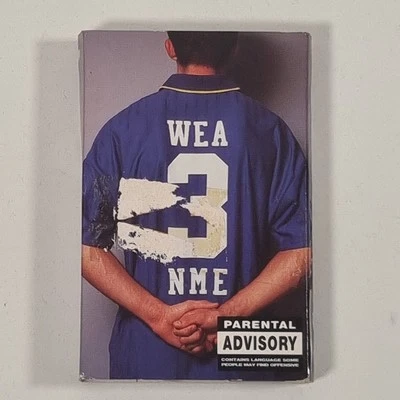 WEA
3
NME
PARENTAL
ADVISORY
CONTAINS LANGUAGE SOME
PEOPLE MAY FIND OFFENSIVE